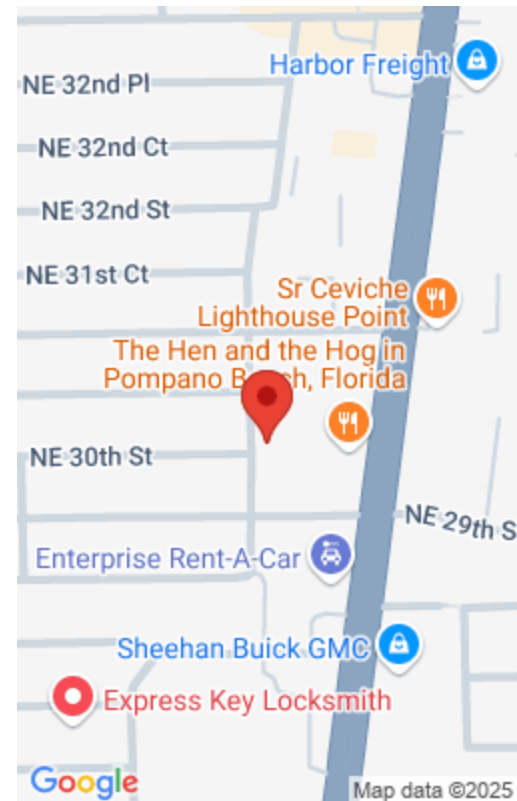 Harbor Freight
NE 32nd Pl
NE 32nd Ct
NE 32nd St
NE 31st Ct
Sr Ceviche
Lighthouse Point
The Hen and the Hog in
Pompano B ch, Florida
NE 30th St
NE 29th S
Enterprise Rent-A-Car
Sheehan Buick GMC
Express Key Locksmith
Google
Map data ©2025